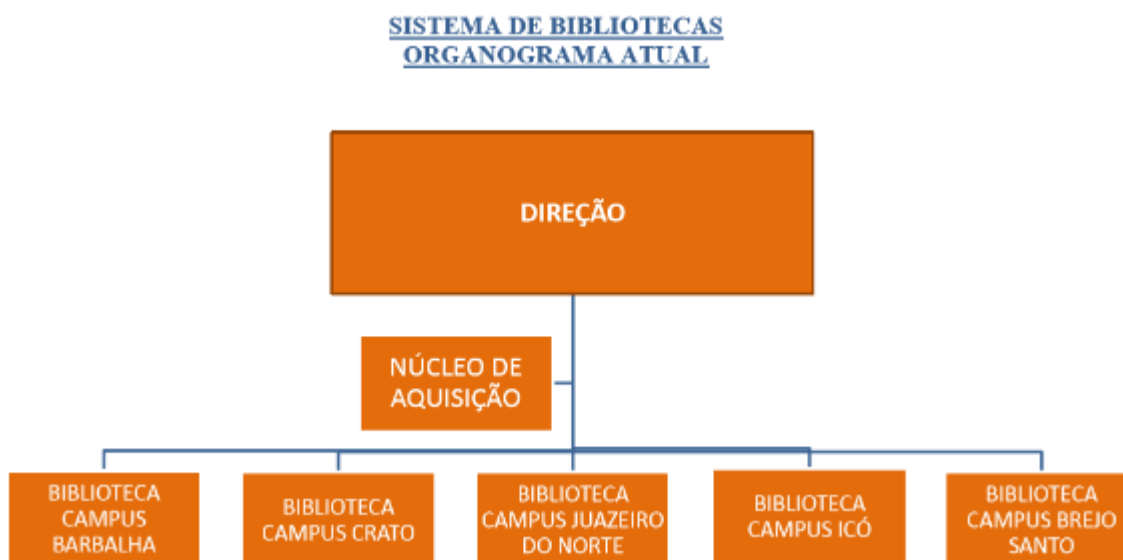 SISTEMA DE BIBLIOTECAS
ORGANOGRAMA ATUAL
DIREÇÃO
NÚCLEO DE
AQUISIÇÃO
BIBLIOTECA
CAMPUS
BARBALHA
BIBLIOTECA
CAMPUS CRATO
BIBLIOTECA
CAMPUS JUAZEIRO
DO NORTE
BIBLIOTECA
CAMPUS ICÓ
BIBLIOTECA
CAMPUS BREJO
SANTO